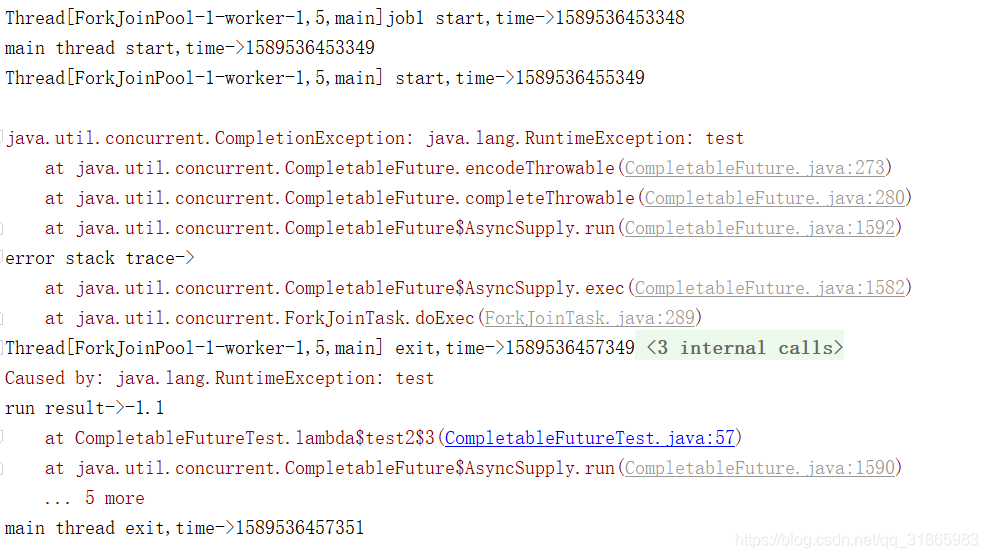 Thread[ForkJoinPool-1-worker-1,5,main]job1 start,time->1589536453348
main thread start,time->1589536453349
Thread[ForkJoinPool-1-worker-1,5,main] start,time->1589536455349
java.util.concurrent.CompletionException: java.lang.RuntimeException: test
at java.util.concurrent.CompletableFuture.encodeThrowable(CompletableFuture.java:273)
at java.util.concurrent.CompletableFuture.completeThrowable(CompletableFuture.java:280)
at java.util.concurrent.CompletableFuture$AsyncSupply.run(CompletableFuture.java:1592)
error stack trace->
at java.util.concurrent.CompletableFuture$AsyncSupply.exec(CompletableFuture.java:1582)
at java.util.concurrent.ForkJoinTask.doExec(ForkJoinTask.java:289)
Thread[ForkJoinPool-1-worker-1,5,main] exit,time->1589536457349 <3 internal calls>
Caused by: java.lang.RuntimeException: test
run result->-1.1
at CompletableFutureTest.lambda$test2$3(CompletableFutureTest.java:57)
at java.util.concurrent.CompletableFuture$AsyncSupply.run(CompletableFuture.java:1590)
... 5 more
main thread exit,time->1589536457351
https://blog.csdn.net/qq_31865983